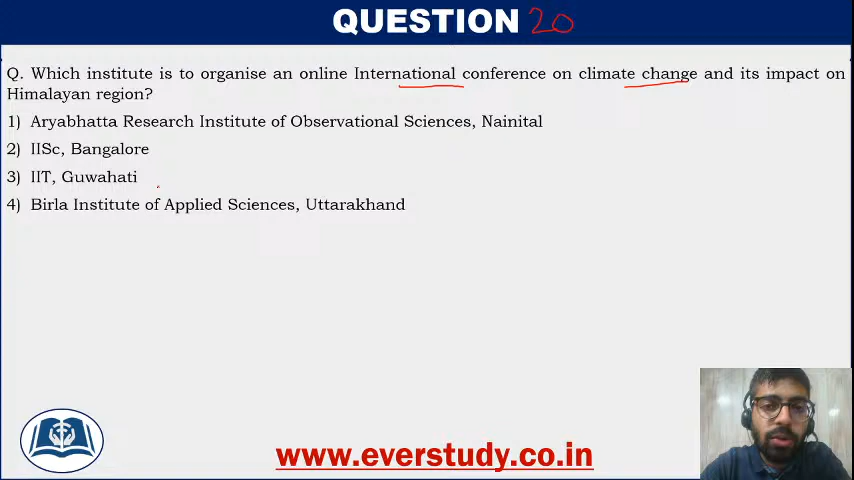 QUESTION 20
Q. Which institute is to organise an online International conference on climate change and its impact on
Himalayan region?
1) Aryabhatta Research Institute of Observational Sciences, Nainital
2) IISc, Bangalore
3) IIT, Guwahati
4) Birla Institute of Applied Sciences, Uttarakhand
www.everstudy.co.in